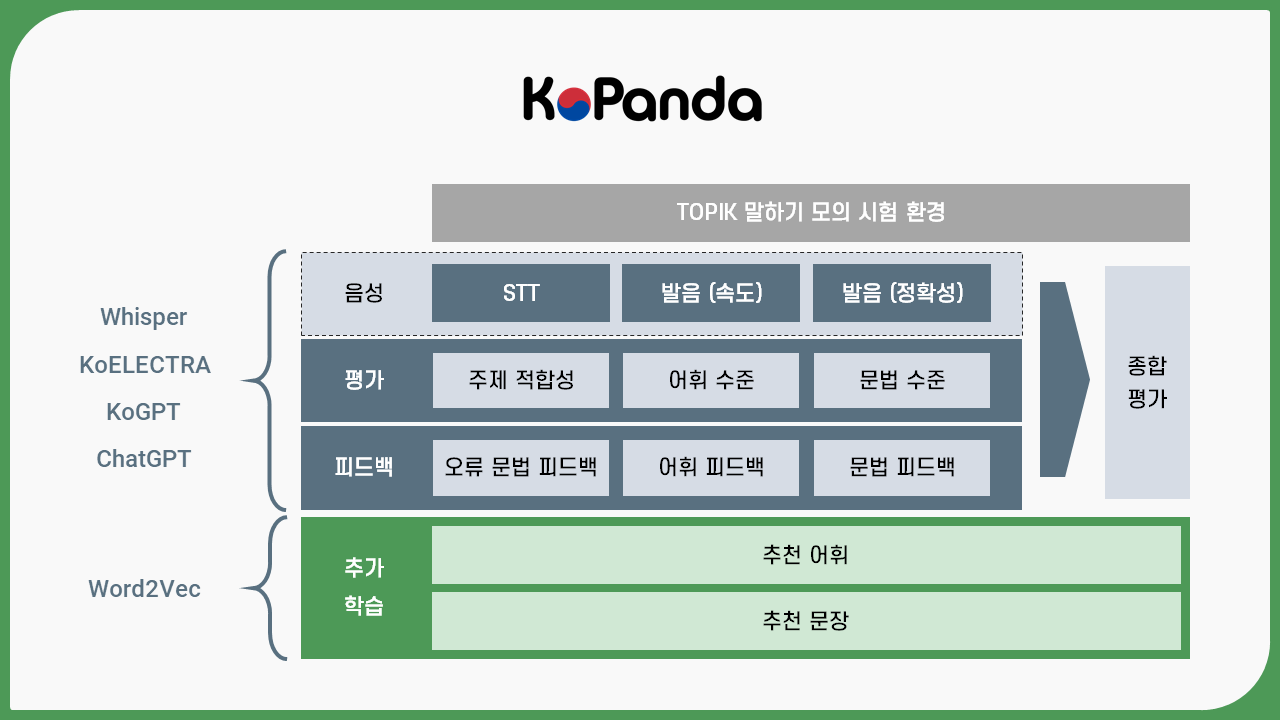 KoPanda
TOPIK 말하기 모의 시험 환경
Whisper
KoELECTRA
KoGPT
ChatGPT
음성
STT
발음 (속도)
발음 (정확성)
평가
주제 적합성
어휘 수준
문법 수준
피드백
오류 문법 피드백
어휘 피드백
문법 피드백
종합
평가
Word2Vec
추가
학습
추천 어휘
추천 문장